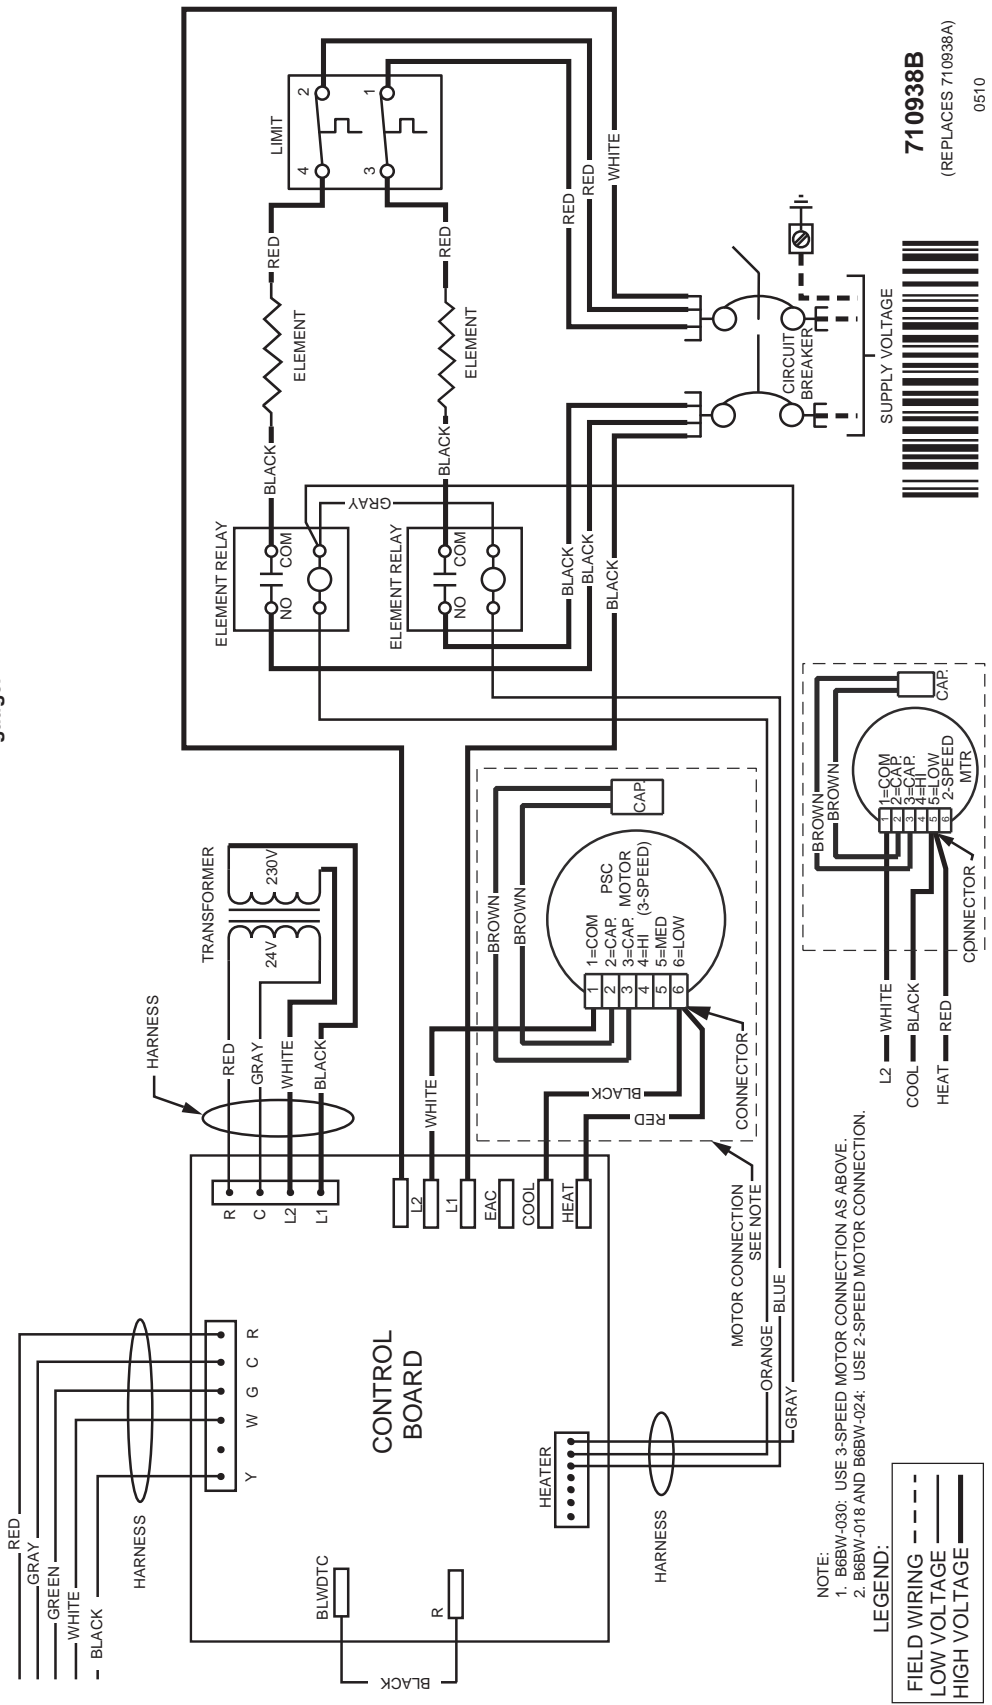 RED
GRAY
GREEN
WHITE
BLACK
HARNESS
Y
W
G
C
R
CONTROL
BOARD
BLWDTC
R
BLACK
HEATER
HARNESS
HARNESS
TRANSFORMER
24V
230V
RED
GRAY
WHITE
BLACK
R
C
L2
L1
L2
L1
EAC
COOL
HEAT
WHITE
BROWN
BROWN
BLACK
RED
CAP.
PSC
MOTOR
(3-SPEED)
1=COM
2=CAP.
3=CAP.
4=HI
5=MED
6=LOW
1
2
3
4
5
6
CONNECTOR
MOTOR CONNECTION
SEE NOTE
ORANGE
BLUE
GRAY
ELEMENT RELAY
NO
COM
ELEMENT RELAY
NO
COM
GRAY
BLACK
BLACK
ELEMENT
ELEMENT
RED
RED
LIMIT
4
2
3
1
RED
RED
WHITE
BLACK
BLACK
BLACK
CIRCUIT
BREAKER
SUPPLY VOLTAGE
710938B
(REPLACES 710938A)
0510
BROWN
BROWN
CAP.
1=COM
2=CAP.
3=CAP.
4=HI
5=LOW
2-SPEED
MTR
1
2
3
4
5
6
CONNECTOR
L2
WHITE
COOL
BLACK
HEAT
RED
NOTE:
1. B6BW-030: USE 3-SPEED MOTOR CONNECTION AS ABOVE.
2. B6BW-018 AND B6BW-024: USE 2-SPEED MOTOR CONNECTION.
LEGEND:
FIELD WIRING
LOW VOLTAGE
HIGH VOLTAGE